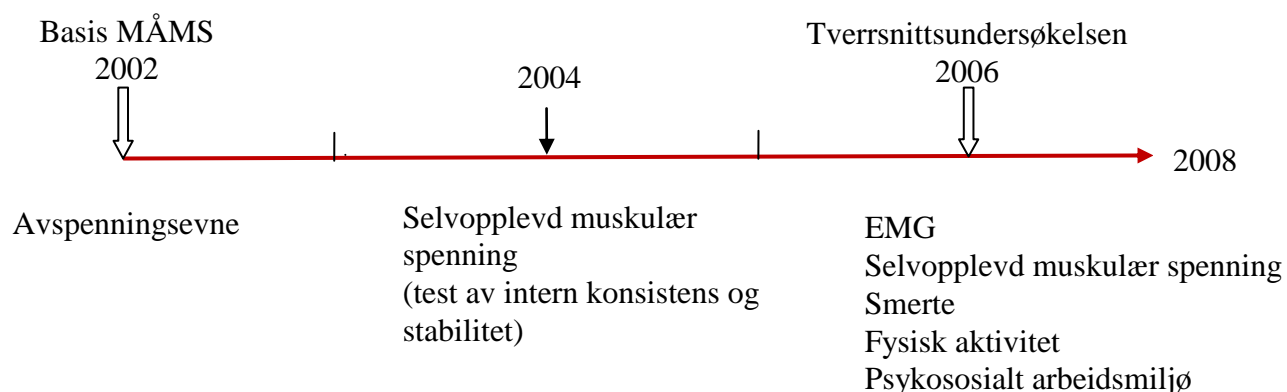 Basis MÅMS
2002
2004
Tverrsnittsundersøkelsen
2006
2008
Avspenningsevne
Selvopplevd muskulær
spenning
(test av intern konsistens og
stabilitet)
EMG
Selvopplevd muskulær spenning
Smerte
Fysisk aktivitet
Psykososialt arbeidsmiljø